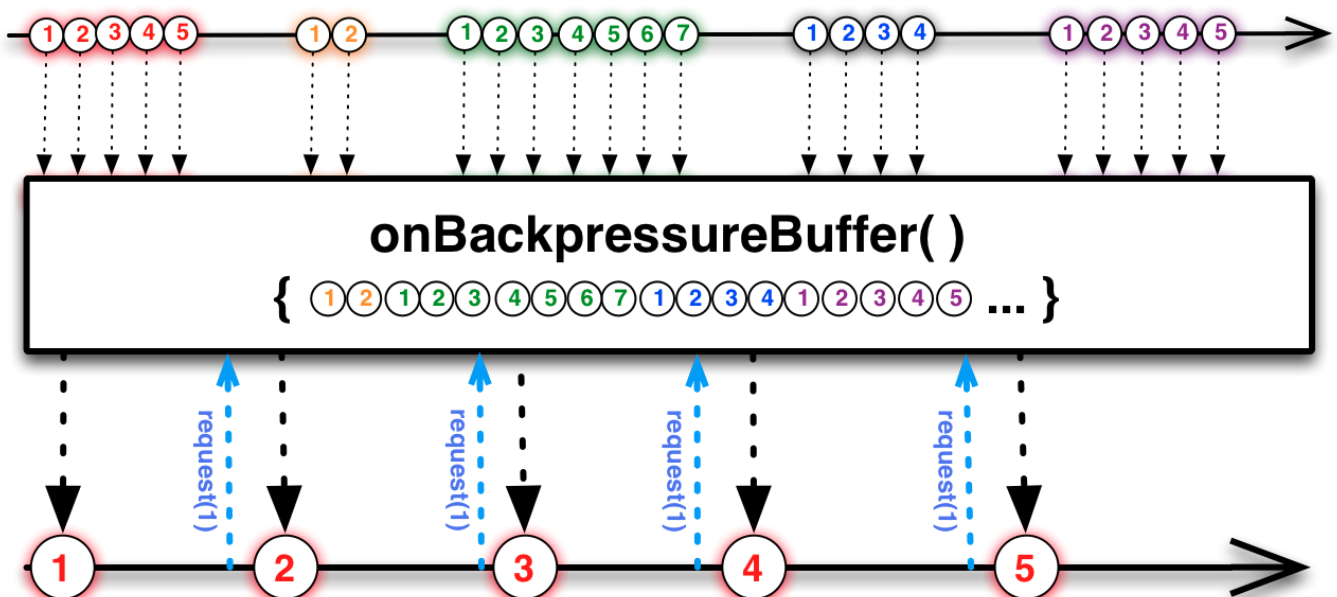 1 2 3 4 5 1 2 1 2 3 4 5 6 7 1 2 3 4 1 2 3 4 5
onBackpressureBuffer( )
{ 1 2 1 2 3 4 5 6 7 1 2 3 4 1 2 3 4 5 ... }
request(1)
request(1)
request(1)
request(1)
1 2 3 4 5